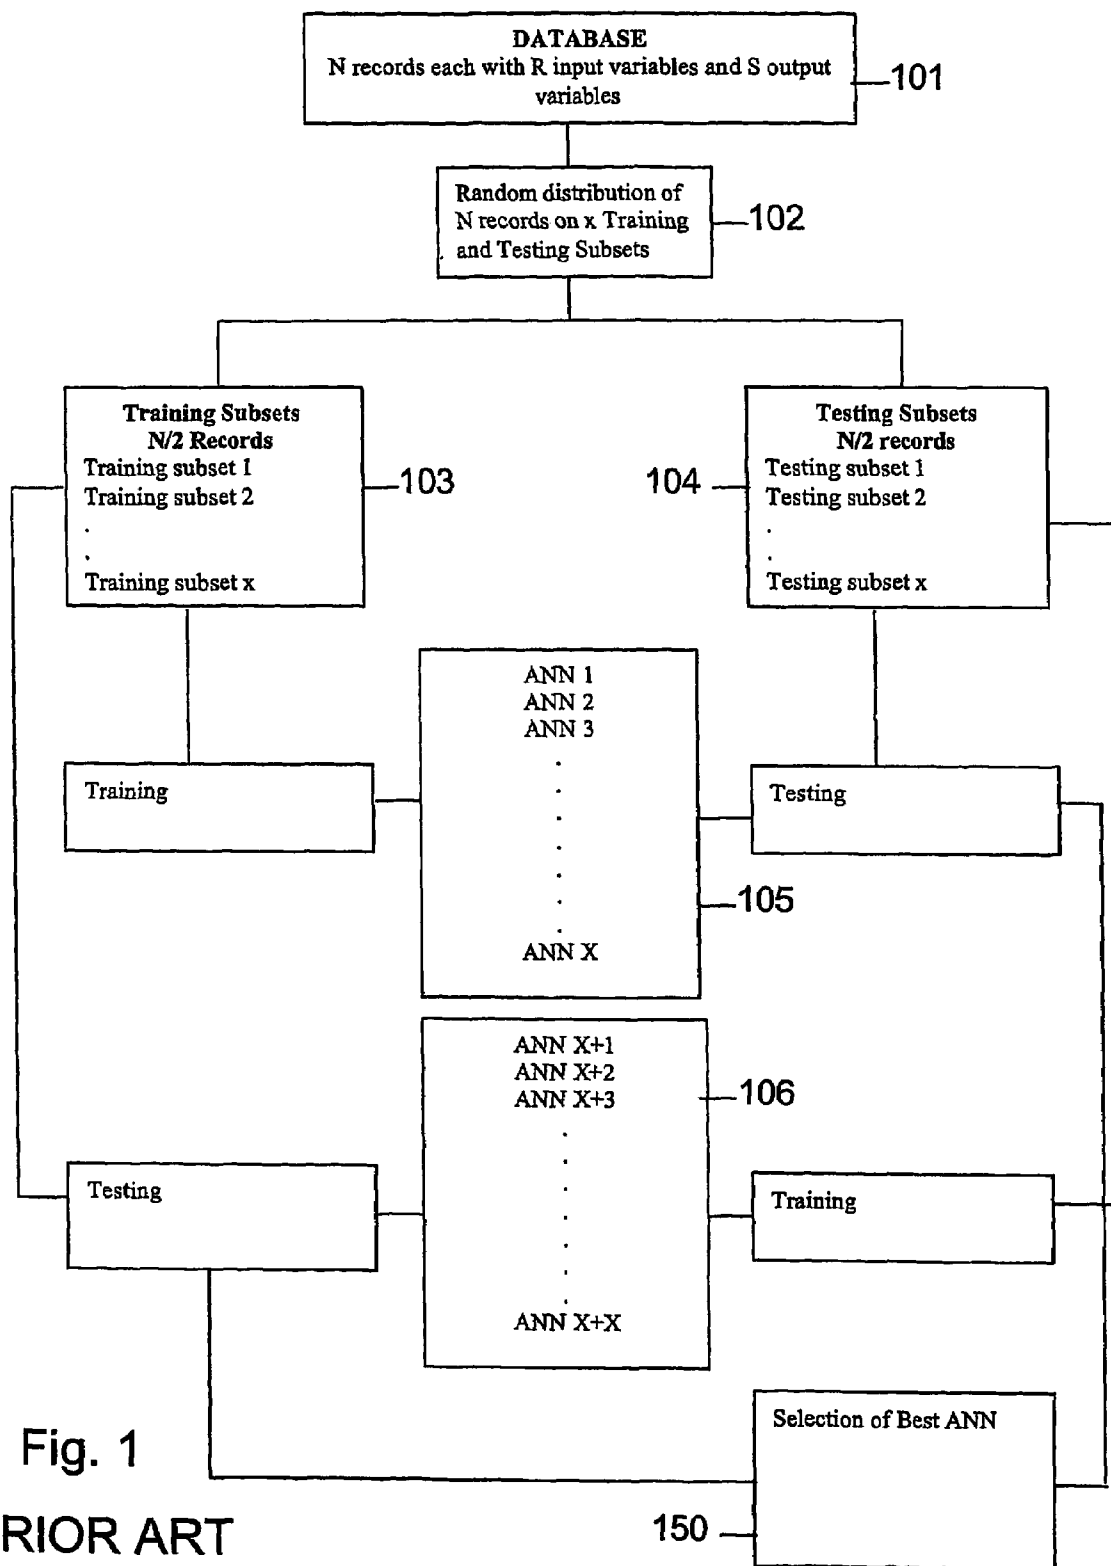 DATABASE
N records each with R input variables and S output
variables
101
Random distribution of
N records on x Training
and Testing Subsets
102
Training Subsets
N/2 Records
Training subset 1
Training subset 2
.
.
Training subset x
103
104
Testing Subsets
N/2 records
Testing subset 1
Testing subset 2
.
.
Testing subset x
ANN 1
ANN 2
ANN 3
.
.
.
.
.
.
.
ANN X
Training
Testing
105
ANN X+1
ANN X+2
ANN X+3
.
.
.
.
.
.
.
ANN X+X
106
Testing
Training
Selection of Best ANN
150
Fig. 1
RIOR ART